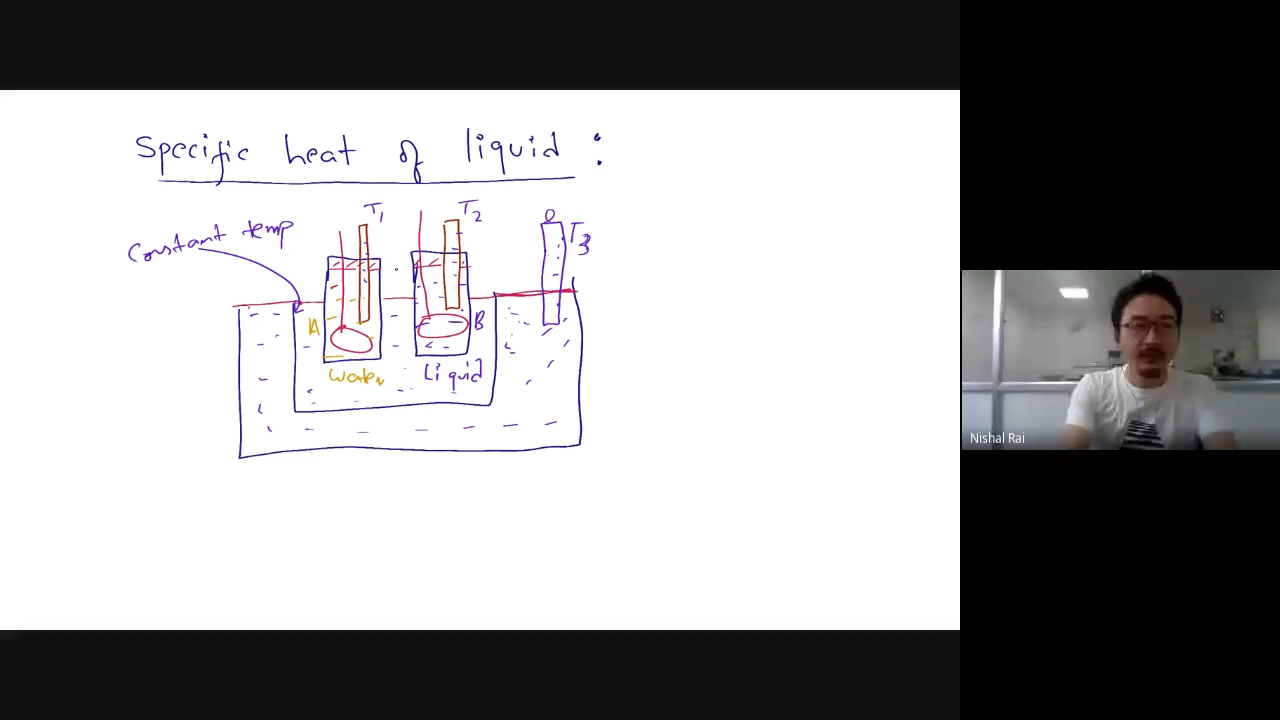 Specific heat of liquid :
T1
T2
T3
Constant temp
A
B
Water
Liquid
Nishal Rai